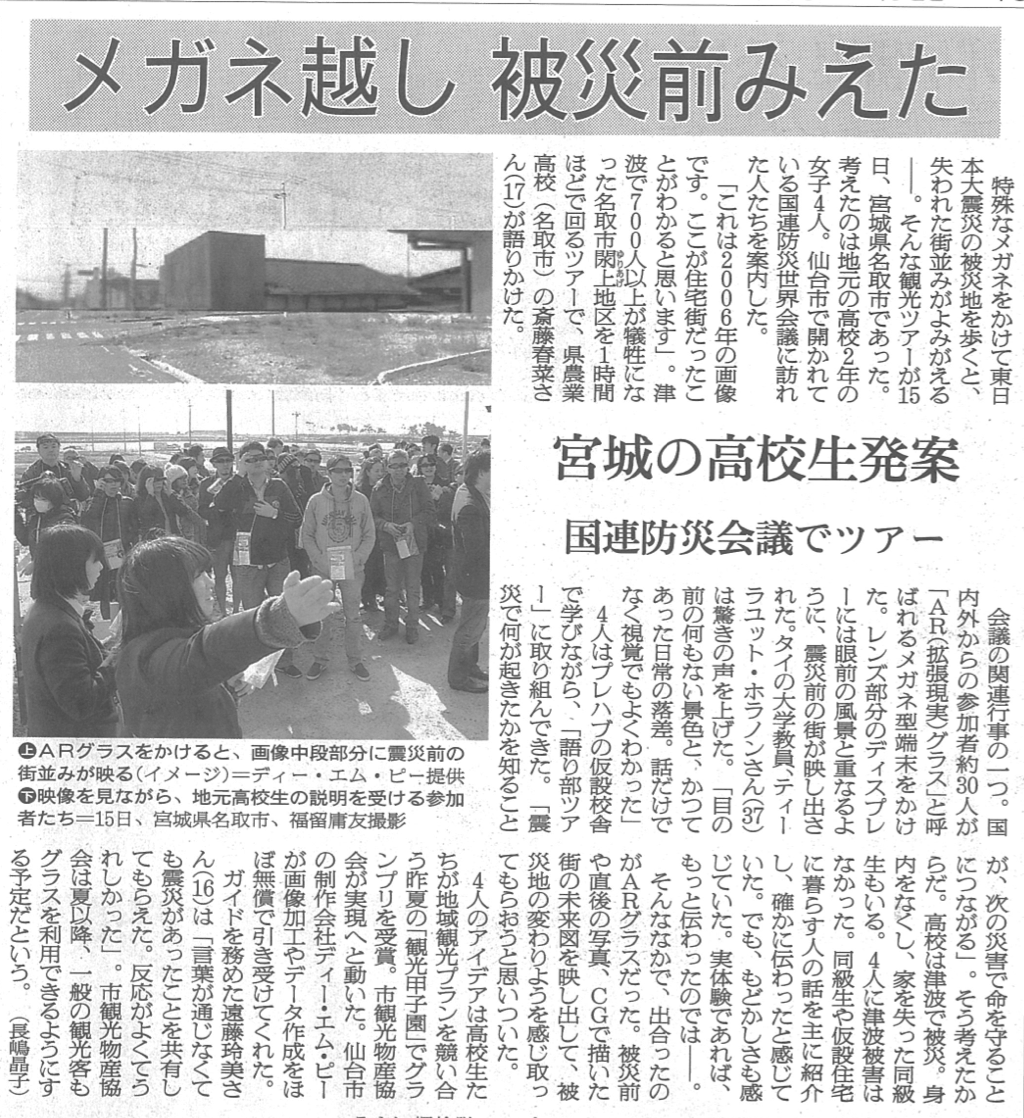 メガネ越し 被災前みえた
特殊なメガネをかけて東日
本大震災の被災地を歩くと、
失われた街並みがよみがえる
――。そんな観光ツアーが15
日、宮城県名取市であった。
考えたのは地元の高校2年の
女子4人。仙台市で開かれて
いる国連防災世界会議に訪れ
た人たちを案内した。
「これは2006年の画像
です。ここが住宅街だったこ
とがわかると思います」。津
波で700人以上が犠牲にな
った名取市閖上地区を1時間
ゆりあげ
ほどで回るツアーで、県農業
高校(名取市)の斎藤春菜さ
ん(17)が語りかけた。
宮城の高校生発案
国連防災会議でツアー
会議の関連行事の一つ。国
内外からの参加者約30人が
「AR(拡張現実)グラス」と呼
ばれるメガネ型端末をかけ
た。レンズ部分のディスプレ
ーには眼前の風景と重なるよ
うに、震災前の街が映し出さ
れた。タイの大学教員、ティー
ラユット・ホラノンさん(37)
は驚きの声を上げた。「目の
前の何もない景色と、かつて
あった日常の落差。話だけで
なく視覚でもよくわかった」
4人はプレハブの仮設校舎
で学びながら、「語り部ツア
ー」に取り組んできた。「震
災で何が起きたかを知ること
が、次の災害で命を守ること
につながる」。そう考えたか
らだ。高校は津波で被災。身
内をなくし、家を失った同級
生もいる。4人に津波被害は
なかった。同級生や仮設住宅
に暮らす人の話を主に紹介
し、確かに伝わったと感じて
いた。でも、もどかしさも感
じていた。実体験であれば、
もっと伝わったのでは――。
そんななかで、出合ったの
がARグラスだった。被災前
や直後の写真、CGで描いた
街の未来図を映し出して、被
災地の変わりようを感じ取っ
てもらおうと思いついた。
4人のアイデアは高校生た
ちが地域観光プランを競い合
う昨夏の「観光甲子園」でグラ
ンプリを受賞。市観光物産協
会が実現へと動いた。仙台市
の制作会社ディー・エム・ピー
が画像加工やデータ作成をほ
ぼ無償で引き受けてくれた。
ガイドを務めた遠藤玲美さ
ん(16)は「言葉が通じなくて
も震災があったことを共有し
てもらえた。反応がよくてう
れしかった」。市観光物産協
会は夏以降、一般の観光客も
グラスを利用できるようにす
る予定だという。 (長嶋晶子)
上ARグラスをかけると、画像中段部分に震災前の
街並みが映る(イメージ)=ディー・エム・ピー提供
下映像を見ながら、地元高校生の説明を受ける参加
者たち=15日、宮城県名取市、福留庸友撮影